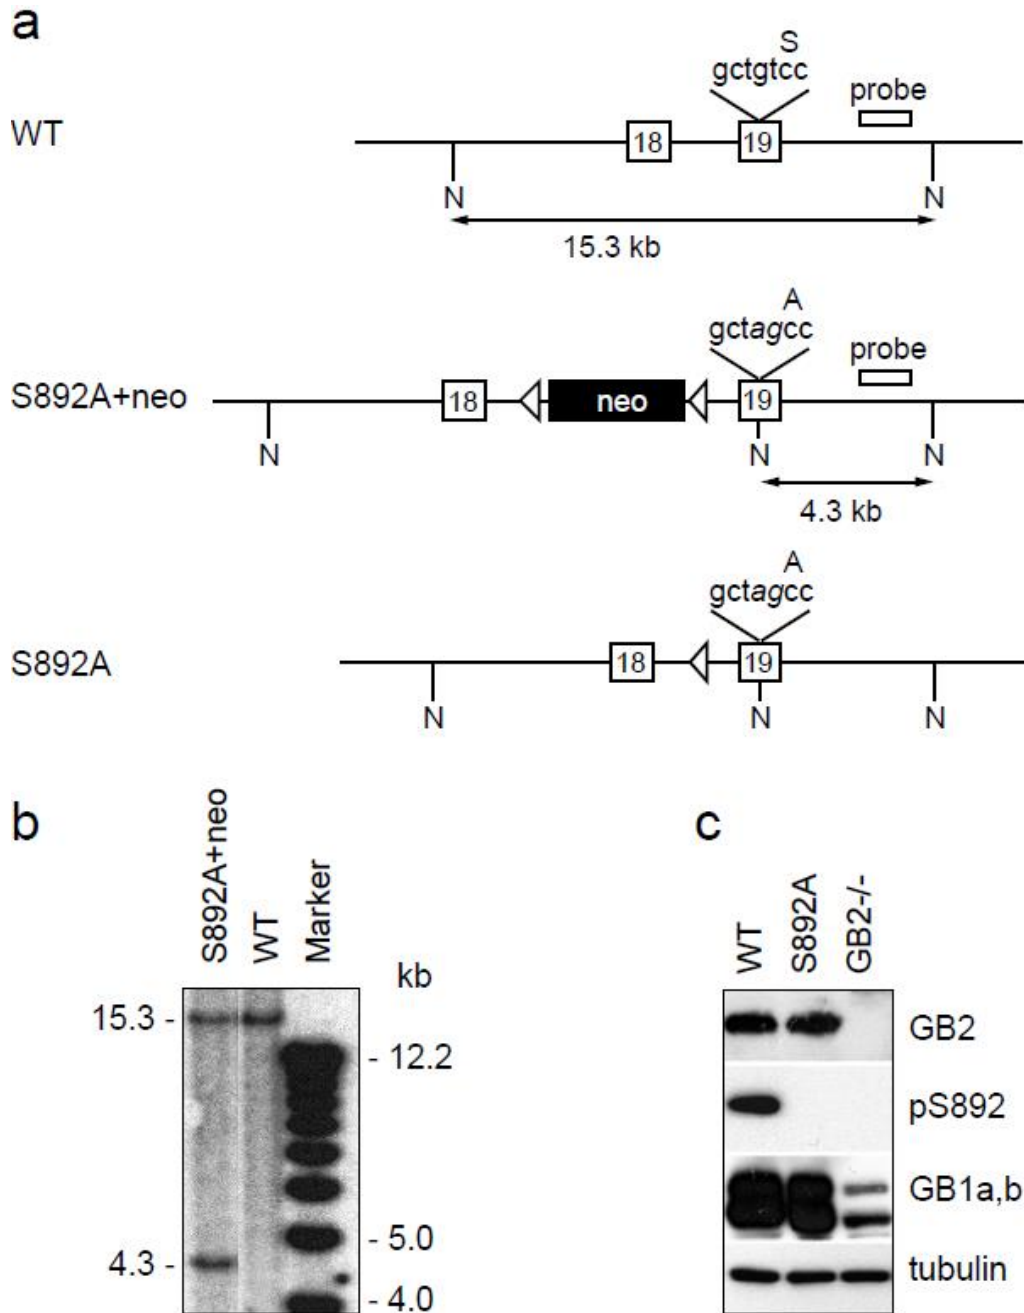 a
S
gctgtcc
probe
WT
18
19
N
N
15.3 kb
A
gctagcc
probe
S892A+neo
18
neo
19
N
N
N
4.3 kb
A
gctagcc
S892A
18
19
N
N
N
b
S892A+neo
WT
Marker
kb
15.3 -
- 12.2
- 5.0
4.3 -
- 4.0
c
WT
S892A
GB2-/-
GB2
pS892
GB1a,b
tubulin